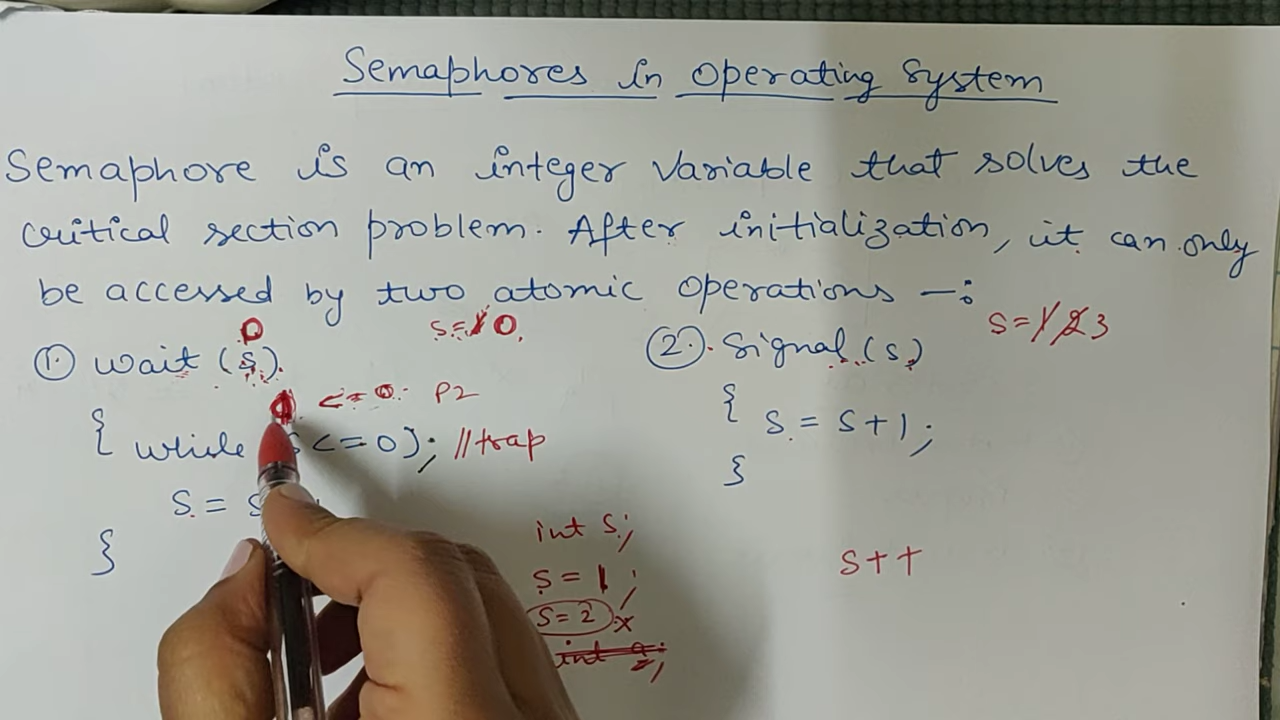 Semaphores in Operating System
Semaphore is an integer variable that solves the
critical section problem. After initialization, it can only
be accessed by two atomic operations —:
0
s=1 0
s=1 2 3
① wait (s)
② Signal (s)
<=0 P2
{ while s<=0); //trap
{ s = s+1;
}
s = s
}
int s;
s = 1;
s=2 x
int a;
s++